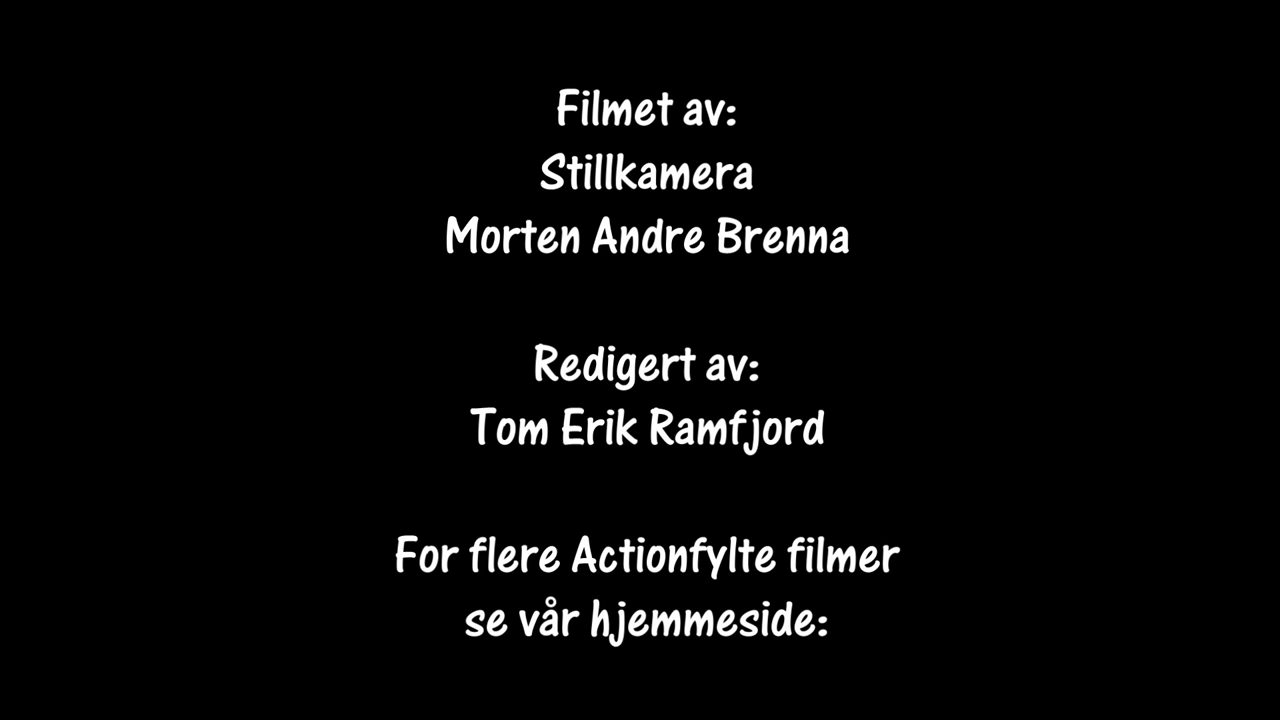 Filmet av:
Stillkamera
Morten Andre Brenna
Redigert av:
Tom Erik Ramfjord
For flere Actionfylte filmer
se vår hjemmeside: